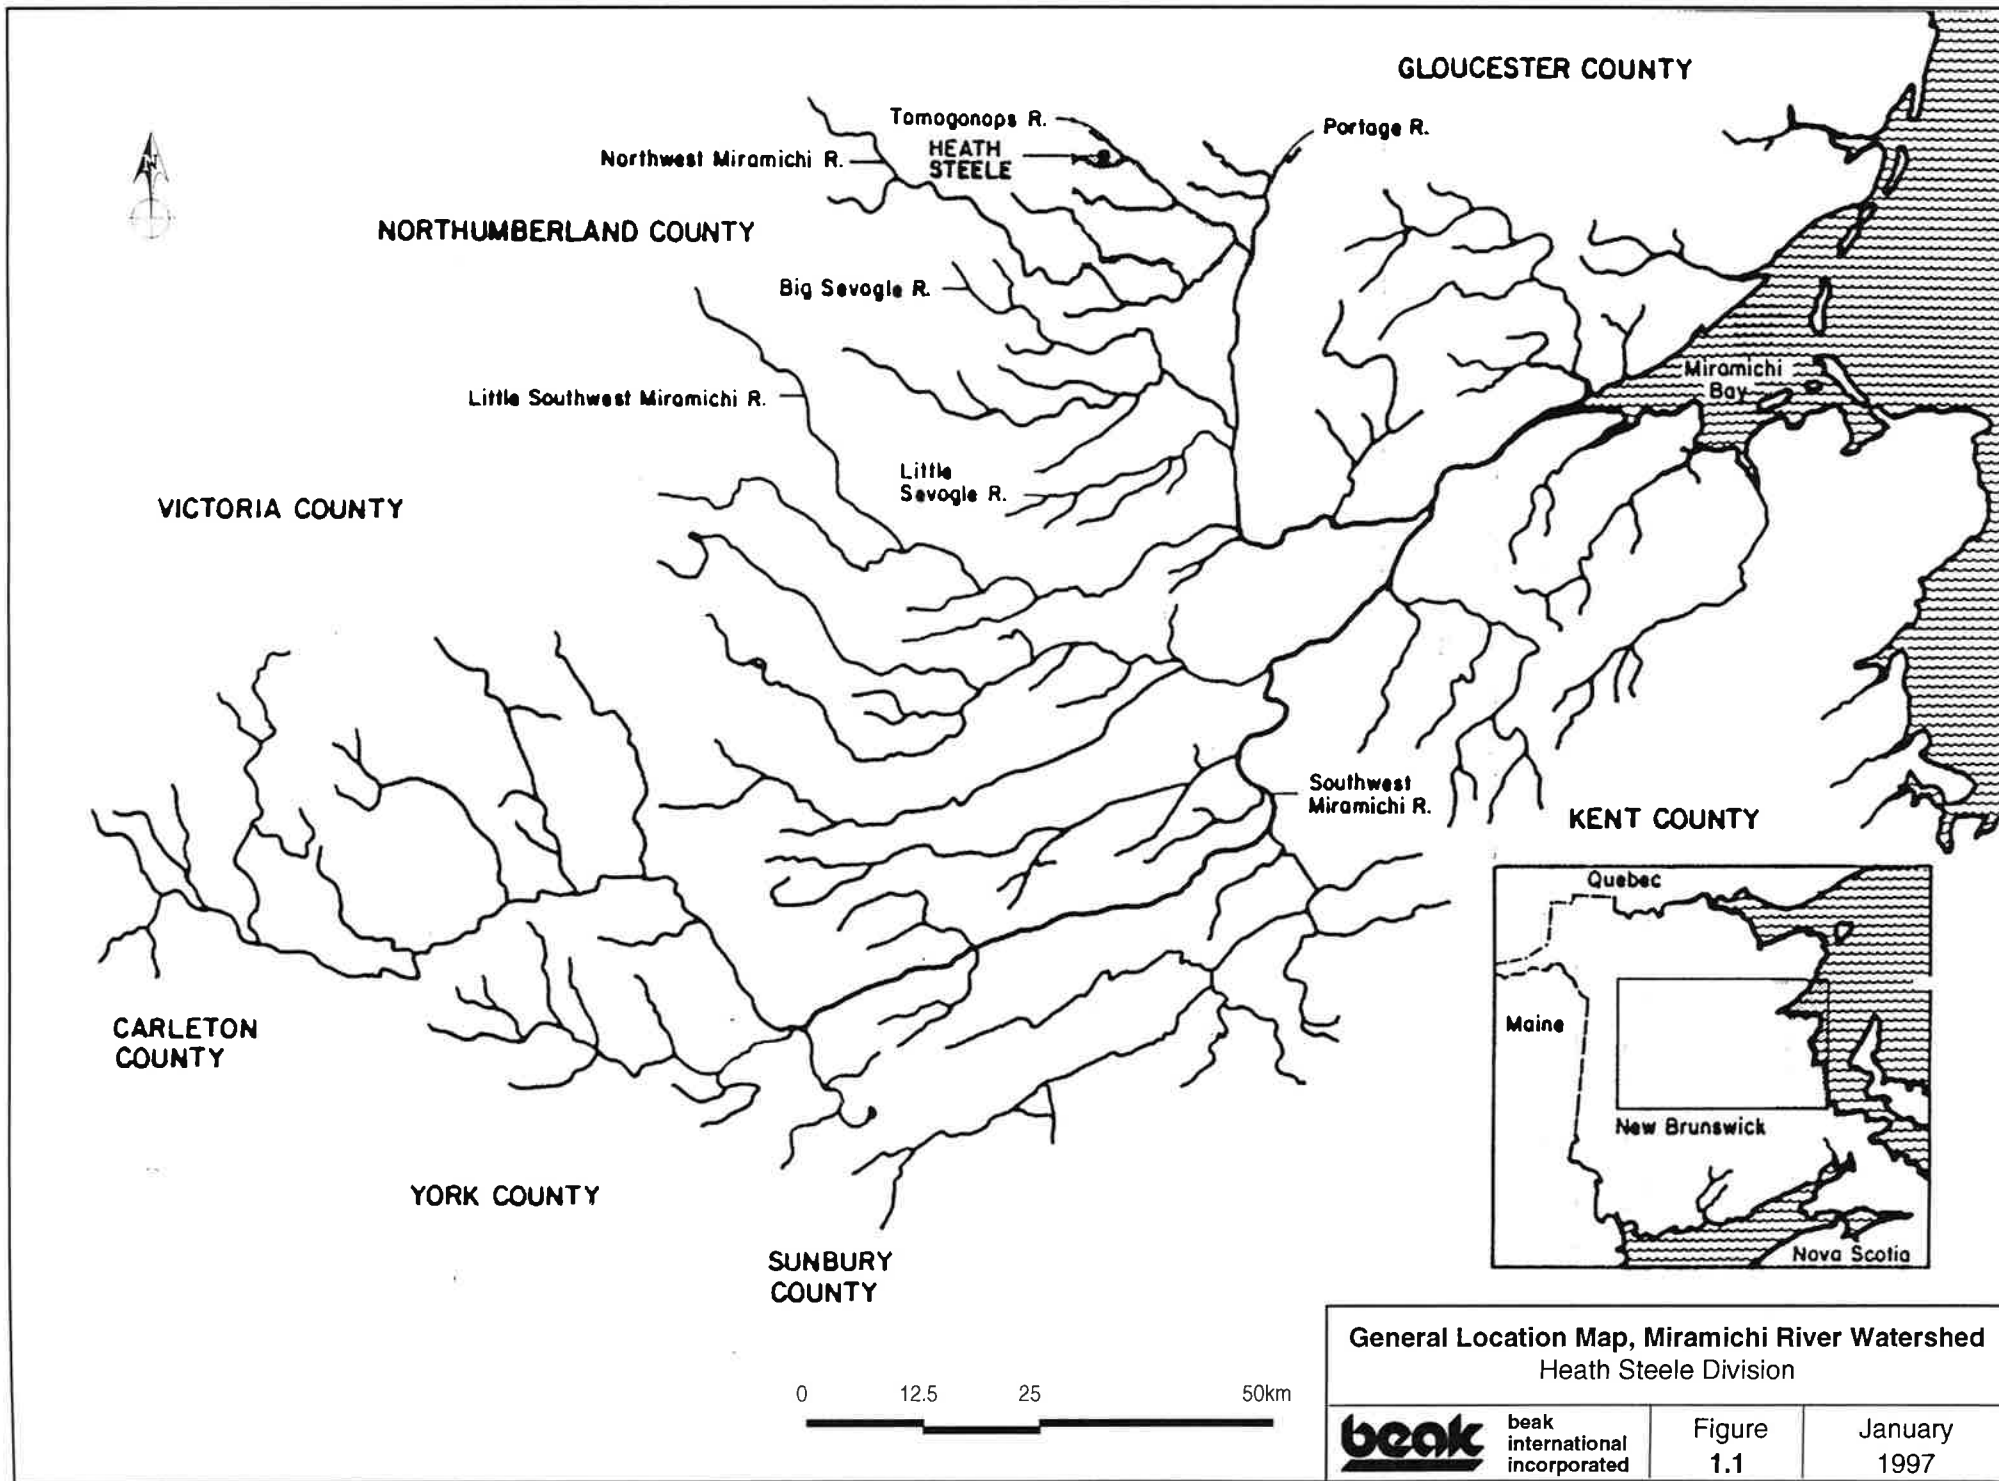 GLOUCESTER COUNTY
Tomogonops R.
Portage R.
HEATH
STEELE
Northwest Miramichi R.
NORTHUMBERLAND COUNTY
Big Sevogle R.
Miramichi
Bay
Little Southwest Miramichi R.
Little
Sevogle R.
VICTORIA COUNTY
Southwest
Miramichi R.
KENT COUNTY
Quebec
Maine
New Brunswick
Nova Scotia
CARLETON
COUNTY
YORK COUNTY
SUNBURY
COUNTY
N
0 12.5 25 50km
General Location Map, Miramichi River Watershed
Heath Steele Division
beak
beak
international
incorporated
Figure
1.1
January
1997